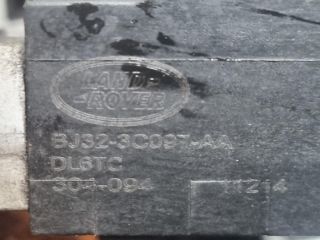 LAND-
-ROVER
BJ32-3C097-AA
DL6TC
304-094 11214